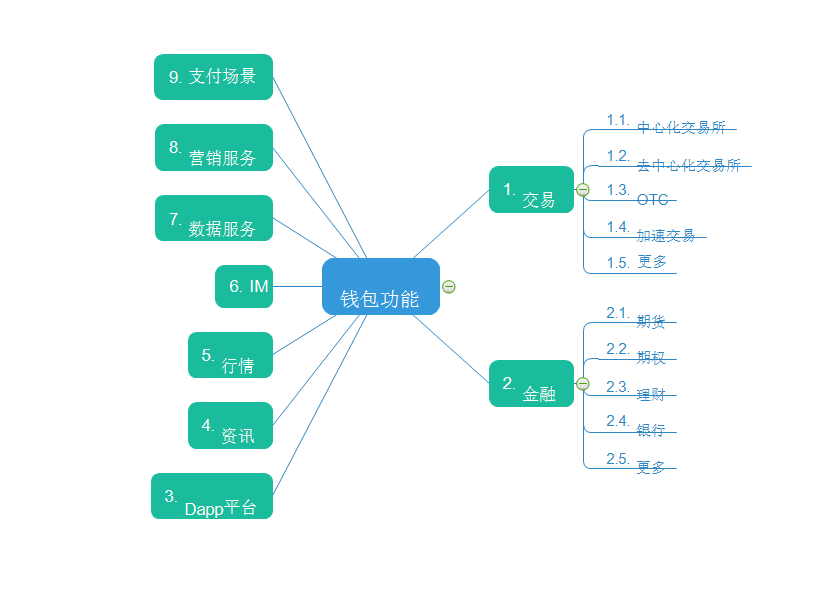 钱包功能
1. 交易
1.1. 中心化交易所
1.2. 去中心化交易所
1.3. OTC
1.4. 加速交易
1.5. 更多
2. 金融
2.1. 期货
2.2. 期权
2.3. 理财
2.4. 银行
2.5. 更多
3. Dapp平台
4. 资讯
5. 行情
6. IM
7. 数据服务
8. 营销服务
9. 支付场景